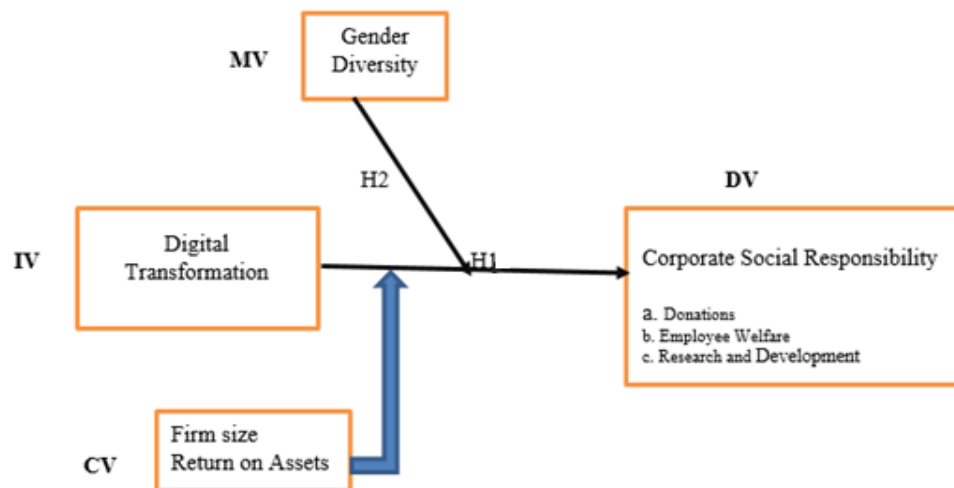 MV
Gender
Diversity
H2
DV
IV
Digital
Transformation
H1
Corporate Social Responsibility
a. Donations
b. Employee Welfare
c. Research and Development
CV
Firm size
Return on Assets